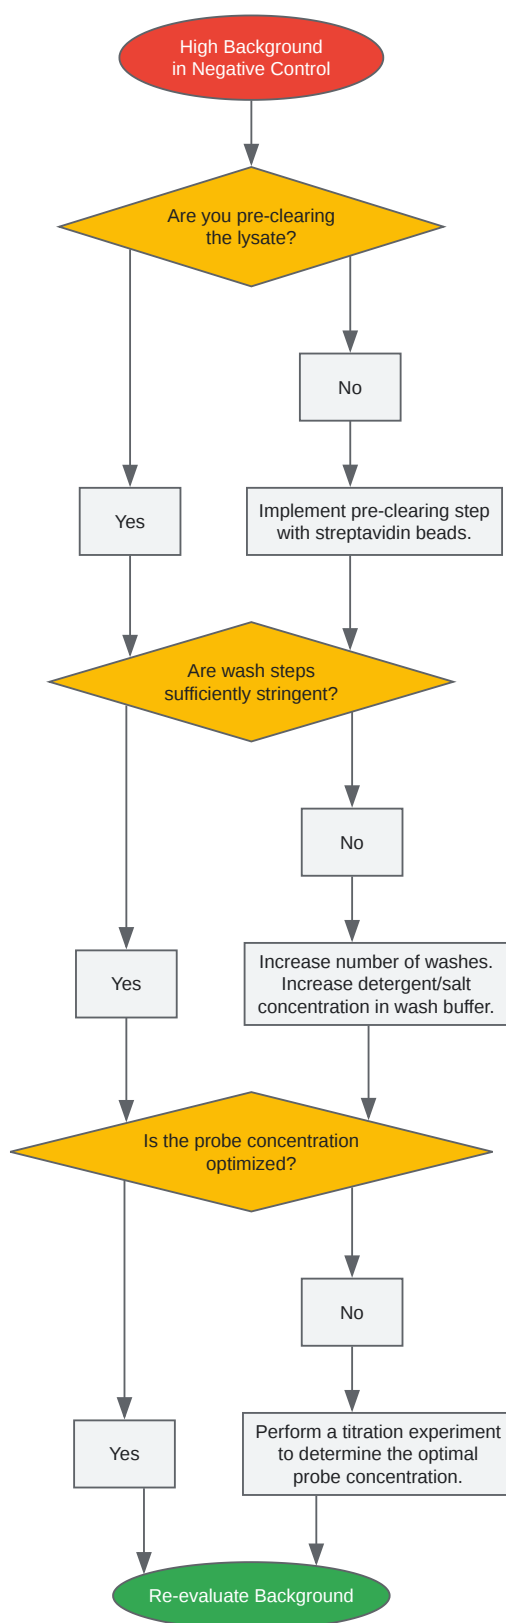 High Background
in Negative Control
Are you pre-clearing
the lysate?
No
Yes
Implement pre-clearing step
with streptavidin beads.
Are wash steps
sufficiently stringent?
No
Yes
Increase number of washes.
Increase detergent/salt
concentration in wash buffer.
Is the probe concentration
optimized?
No
Yes
Perform a titration experiment
to determine the optimal
probe concentration.
Re-evaluate Background